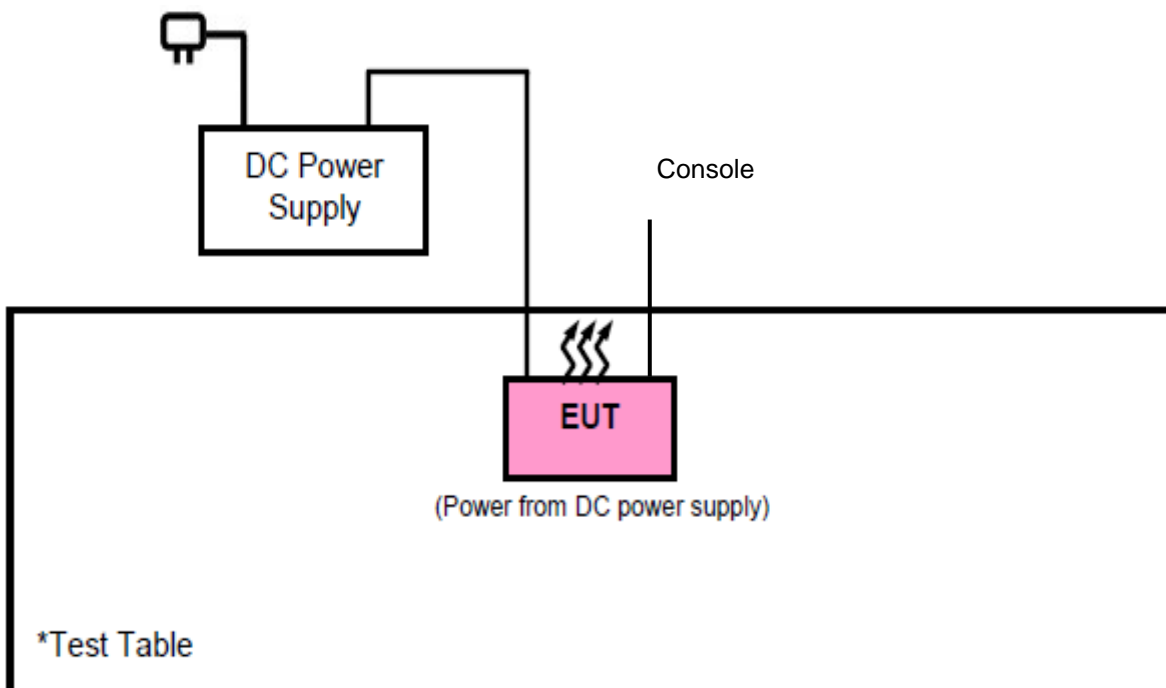 DC Power
Supply
Console
EUT
(Power from DC power supply)
*Test Table